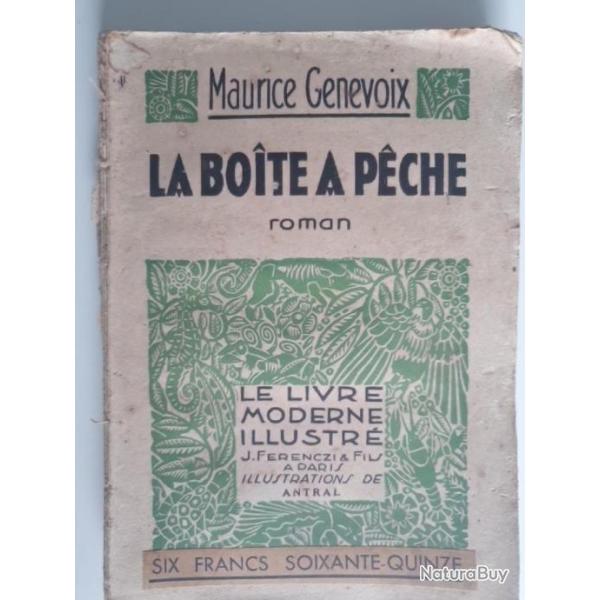 Maurice Genevoix
LA BOÎTE A PÊCHE
roman
LE LIVRE
MODERNE
ILLUSTRÉ
J. FERENCZI & FILS
A PARIS
ILLUSTRATIONS DE
ANTRAL
SIX FRANCS SOIXANTE-QUINZE
NaturaBuy